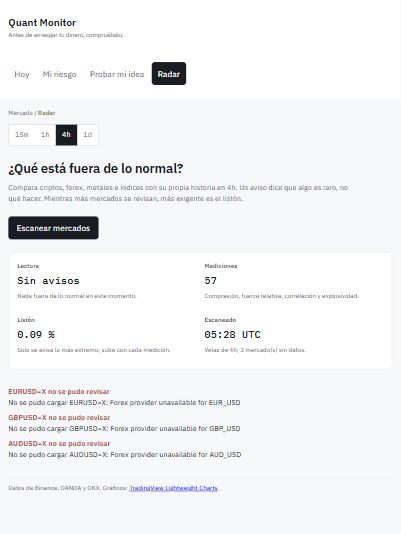 Quant Monitor
Antes de arriesgar tu dinero, compruébalo.
Hoy
Mi riesgo
Probar mi idea
Radar
Mercado / Radar
15m
1h
4h
1d
¿Qué está fuera de lo normal?
Compara criptos, forex, metales e índices con su propia historia en 4h. Un aviso dice que algo es raro, no
qué hacer. Mientras más mercados se revisan, más exigente es el listón.
Escanear mercados
Lectura
Sin avisos
Nada fuera de lo normal en este momento.
Mediciones
57
Compresión, fuerza relativa, correlación y explosividad.
Listón
0.09 %
Solo se avisa lo más extremo; sube con cada medición.
Escaneado
05:28 UTC
Velas de 4h; 3 mercado(s) sin datos.
EURUSD=X no se pudo revisar
No se pudo cargar EURUSD=X: Forex provider unavailable for EUR_USD
GBPUSD=X no se pudo revisar
No se pudo cargar GBPUSD=X: Forex provider unavailable for GBP_USD
AUDUSD=X no se pudo revisar
No se pudo cargar AUDUSD=X: Forex provider unavailable for AUD_USD
Datos de Binance, OANDA y OKX. Gráficos: TradingView Lightweight Charts.